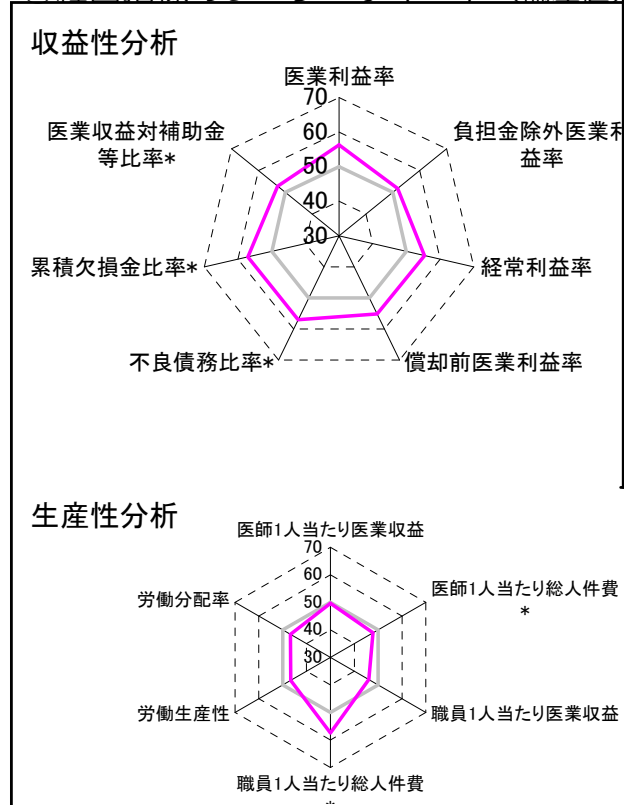 収益性分析
医業利益率
70
60
50
40
30
負担金除外医業利
益率
経常利益率
償却前医業利益率
不良債務比率*
累積欠損金比率*
医業収益対補助金
等比率*
生産性分析
医師1人当たり医業収益
70
60
50
40
30
医師1人当たり総人件費
*
職員1人当たり医業収益
職員1人当たり総人件費
*
労働生産性
労働分配率